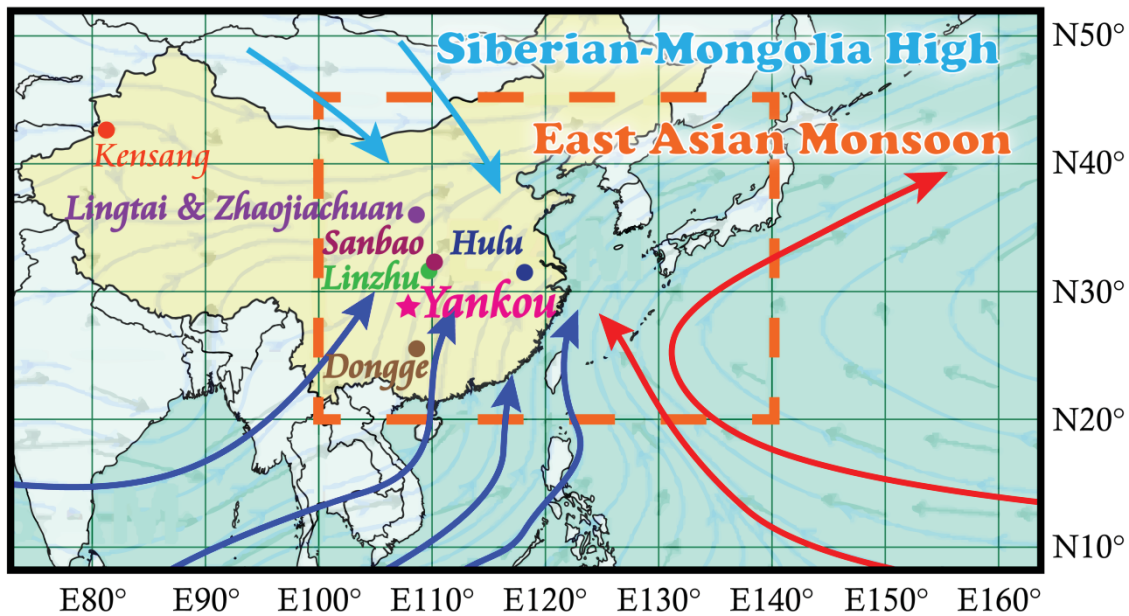 Siberian-Mongolia High
N50°
East Asian Monsoon
Kensang
N40°
Lingtai & Zhaojiachuan
Sanbao
Hulu
Linzhu
Yankou
N30°
Dongge
N20°
N10°
E80°
E90°
E100°
E110°
E120°
E130°
E140°
E150°
E160°